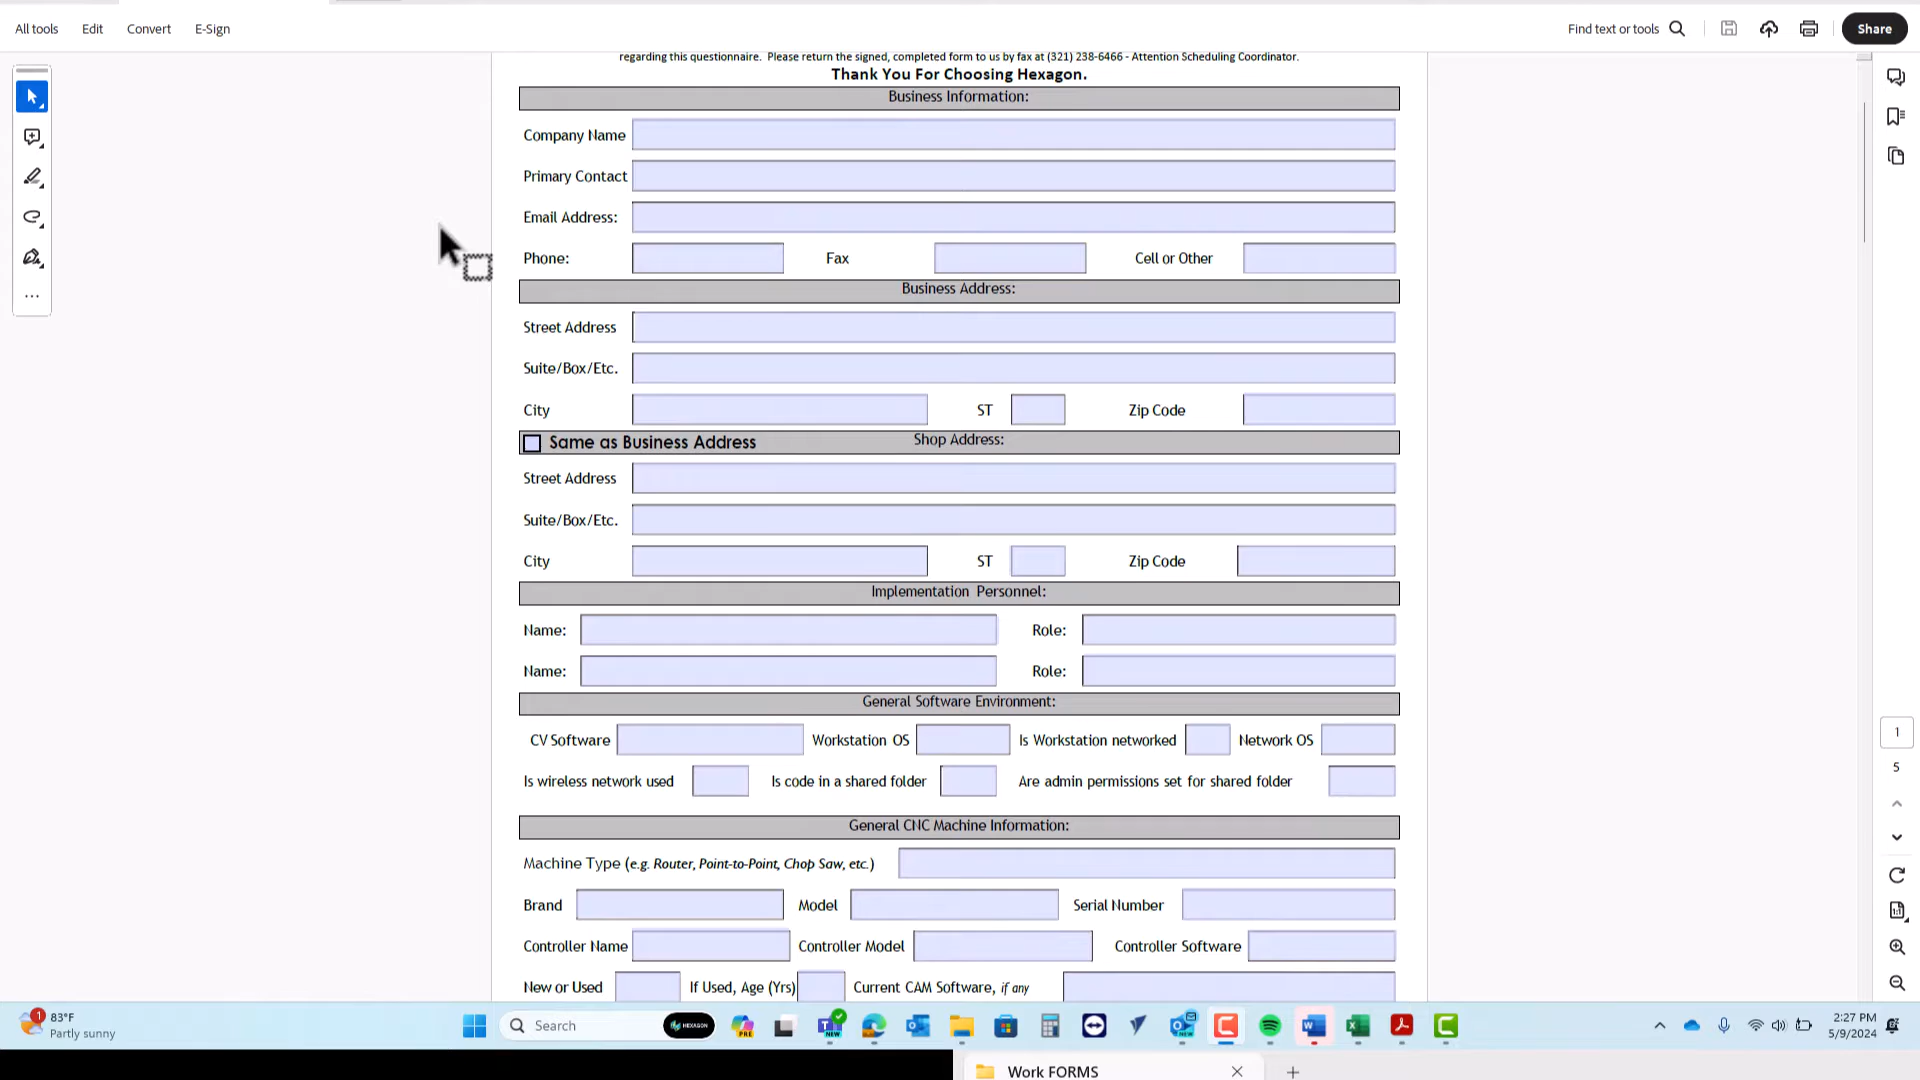 All tools Edit Convert E-Sign Find text or tools Share
regarding this questionnaire. Please return the signed, completed form to us by fax at (321) 238-6466 - Attention Scheduling Coordinator.
Thank You For Choosing Hexagon.
Business Information:
Company Name
Primary Contact
Email Address:
Phone: Fax Cell or Other
Business Address:
Street Address
Suite/Box/Etc.
City ST Zip Code
Same as Business Address Shop Address:
Street Address
Suite/Box/Etc.
City ST Zip Code
Implementation Personnel:
Name: Role:
Name: Role:
General Software Environment:
CV Software Workstation OS Is Workstation networked Network OS
Is wireless network used Is code in a shared folder Are admin permissions set for shared folder
General CNC Machine Information:
Machine Type (e.g. Router, Point-to-Point, Chop Saw, etc.)
Brand Model Serial Number
Controller Name Controller Model Controller Software
New or Used If Used, Age (Yrs) Current CAM Software, if any
1
5
1
83°F
Partly sunny
Search
HEXAGON
PRE
NEW
NEW
2:27 PM
5/9/2024
Work FORMS